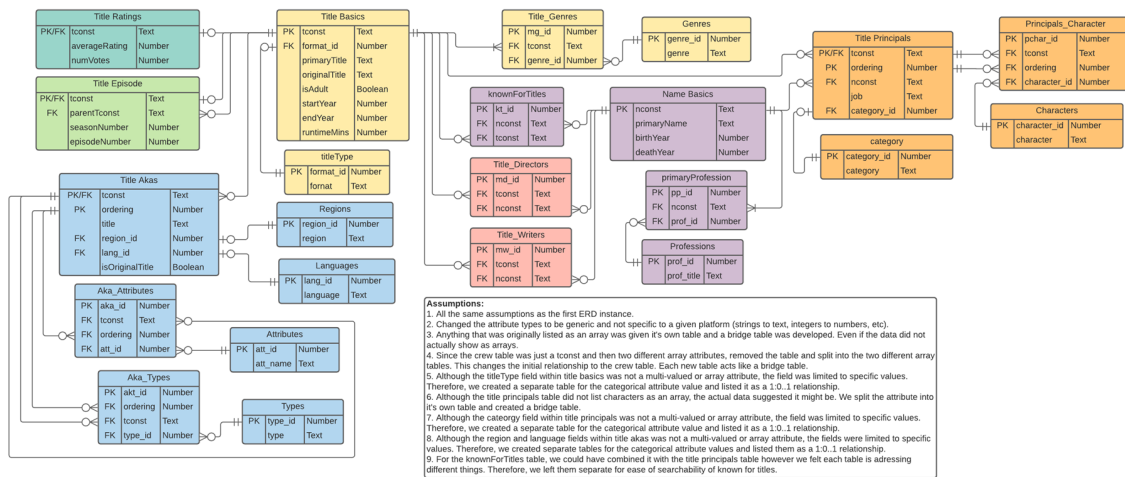 Title Ratings
PK/FK tconst Text
averageRating Number
numVotes Number
Title Episode
PK/FK tconst Text
FK parentTconst Text
seasonNumber Number
episodeNumber Number
Title Basics
PK tconst Text
FK format_id Number
primaryTitle Text
originalTitle Text
isAdult Boolean
startYear Number
endYear Number
runtimeMins Number
titleType
PK format_id Number
fornat Text
Title_Genres
PK mg_id Number
FK tconst Text
FK genre_id Number
Genres
PK genre_id Number
genre Text
knownForTitles
PK kt_id Number
FK nconst Text
FK tconst Text
Name Basics
PK nconst Text
primaryName Text
birthYear Number
deathYear Number
Title Principals
PK/FK tconst Text
PK ordering Number
FK nconst Text
job Text
FK category_id Number
Principals_Character
PK pchar_id Number
FK tconst Text
FK ordering Number
FK character_id Number
Characters
PK character_id Number
character Text
category
PK category_id Number
category Text
Title_Directors
PK md_id Number
FK tconst Text
FK nconst Text
primaryProfession
PK pp_id Number
FK nconst Text
FK prof_id Number
Title_Writers
PK mw_id Number
FK tconst Text
FK nconst Text
Professions
PK prof_id Number
prof_title Text
Title Akas
PK/FK tconst Text
PK ordering Number
title Text
FK region_id Number
FK lang_id Number
isOriginalTitle Boolean
Regions
PK region_id Number
region Text
Languages
PK lang_id Number
language Text
Aka_Attributes
PK aka_id Number
FK tconst Text
FK ordering Number
FK att_id Number
Attributes
PK att_id Number
att_name Text
Aka_Types
PK akt_id Number
FK ordering Number
FK tconst Text
FK type_id Number
Types
PK type_id Number
type Text
Assumptions:
1. All the same assumptions as the first ERD instance.
2. Changed the attribute types to be generic and not specific to a given platform (strings to text, integers to numbers, etc).
3. Anything that was originally listed as an array was given it's own table and a bridge table was developed. Even if the data did not
actually show as arrays.
4. Since the crew table was just a tconst and then two different array attributes, removed the table and split into the two different array
tables. This changes the initial relationship to the crew table. Each new table acts like a bridge table.
5. Although the titleType field within title basics was not a multi-valued or array attribute, the field was limited to specific values.
Therefore, we created a separate table for the categorical attribute value and listed it as a 1:0..1 relationship.
6. Although the title principals table did not list characters as an array, the actual data suggested it might be. We split the attribute into
it's own table and created a bridge table.
7. Although the cateorgy field within title principals was not a multi-valued or array attribute, the field was limited to specific values.
Therefore, we created a separate table for the categorical attribute value and listed it as a 1:0..1 relationship.
8. Although the region and language fields within title akas was not a multi-valued or array attribute, the fields were limited to specific
values. Therefore, we created separate tables for the categorical attribute values and listed them as a 1:0..1 relationship.
9. For the knownForTitles table, we could have combined it with the title principals table however we felt each table is adressing
different things. Therefore, we left them separate for ease of searchability of known for titles.